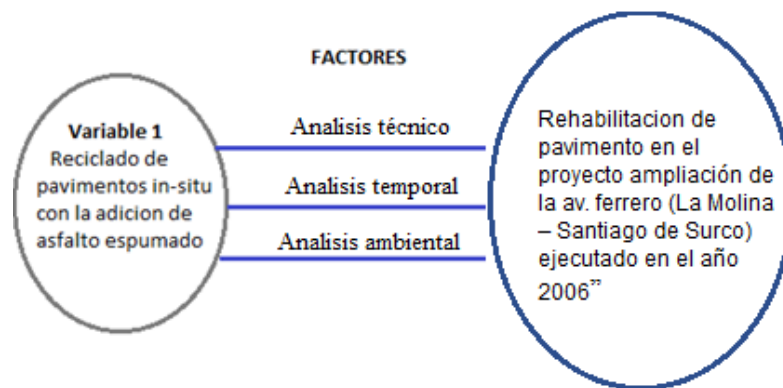 FACTORES
Variable 1
Reciclado de
pavimentos in-situ
con la adicion de
asfalto espumado
Analisis técnico
Analisis temporal
Analisis ambiental
Rehabilitacion de
pavimento en el
proyecto ampliación de
la av. ferrero (La Molina
– Santiago de Surco)
ejecutado en el año
2006”